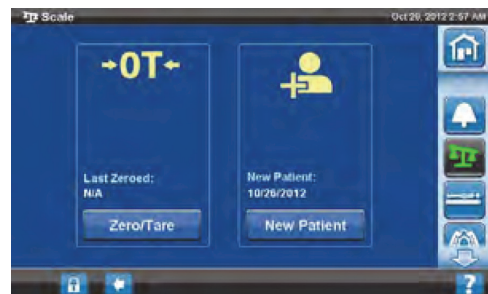 Scale
Oct 26, 2012 2:57 AM
→0T←
Last Zeroed:
N/A
New Patient:
10/26/2012
Zero/Tare
New Patient
?